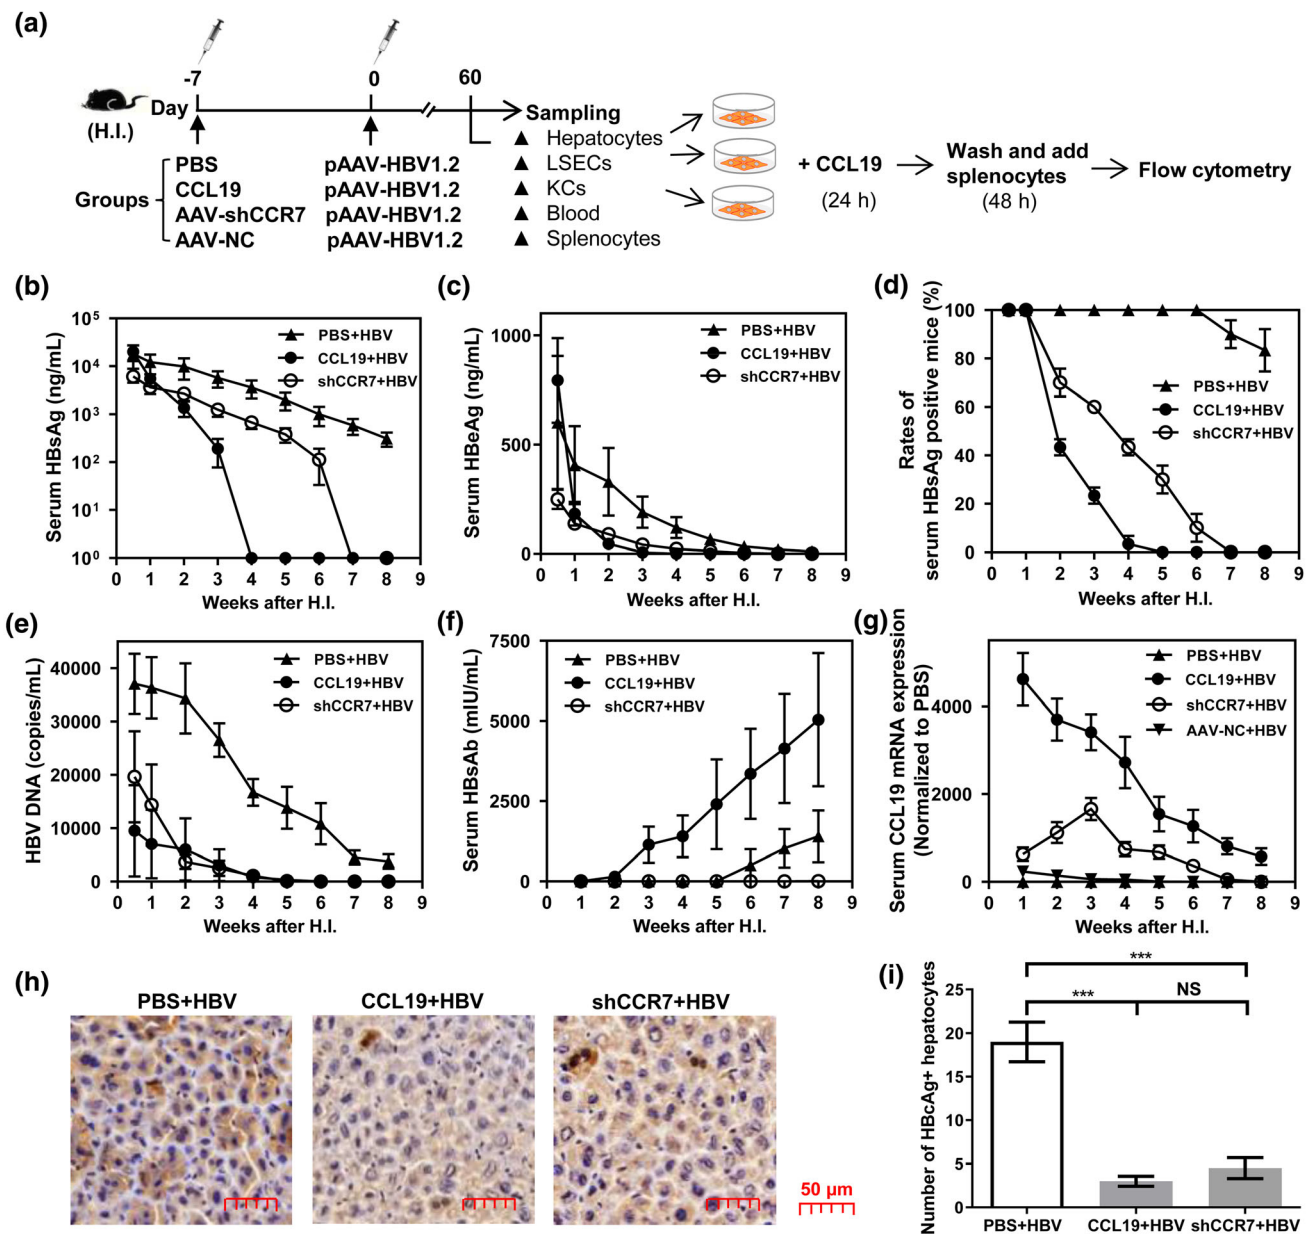 (a)
-7
0
60
Day
(H.I.)
Sampling
Groups
PBS
CCL19
AAV-shCCR7
AAV-NC
pAAV-HBV1.2
pAAV-HBV1.2
pAAV-HBV1.2
pAAV-HBV1.2
▲ Hepatocytes
▲ LSECs
▲ KCs
▲ Blood
▲ Splenocytes
+ CCL19
(24 h)
Wash and add
splenocytes
(48 h)
Flow cytometry
(b)
Serum HBsAg (ng/mL)
10⁵
10⁴
10³
10²
10¹
10⁰
PBS+HBV
CCL19+HBV
shCCR7+HBV
0 1 2 3 4 5 6 7 8 9
Weeks after H.I.
(c)
Serum HBeAg (ng/mL)
1000
500
0
PBS+HBV
CCL19+HBV
shCCR7+HBV
0 1 2 3 4 5 6 7 8 9
Weeks after H.I.
(d)
Rates of
serum HBsAg positive mice (%)
100
80
60
40
20
0
PBS+HBV
CCL19+HBV
shCCR7+HBV
0 1 2 3 4 5 6 7 8 9
Weeks after H.I.
(e)
HBV DNA (copies/mL)
40000
30000
20000
10000
0
PBS+HBV
CCL19+HBV
shCCR7+HBV
0 1 2 3 4 5 6 7 8 9
Weeks after H.I.
(f)
Serum HBsAb (mIU/mL)
7500
5000
2500
0
PBS+HBV
CCL19+HBV
shCCR7+HBV
0 1 2 3 4 5 6 7 8 9
Weeks after H.I.
(g)
Serum CCL19 mRNA expression
(Normalized to PBS)
4000
2000
0
PBS+HBV
CCL19+HBV
shCCR7+HBV
AAV-NC+HBV
0 1 2 3 4 5 6 7 8 9
Weeks after H.I.
(h)
PBS+HBV
CCL19+HBV
shCCR7+HBV
50 μm
(i)
Number of HBcAg+ hepatocytes
25
20
15
10
5
0
***
***
NS
PBS+HBV
CCL19+HBV
shCCR7+HBV